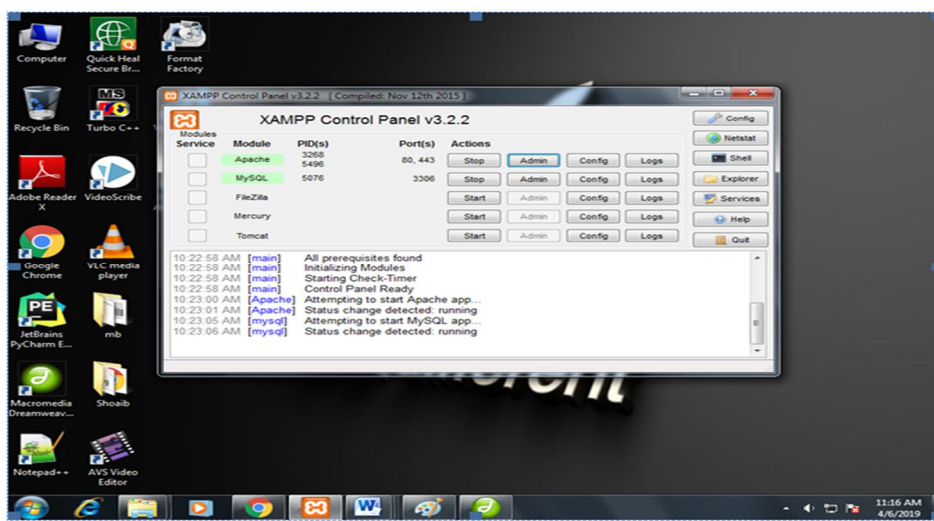 Computer
Quick Heal
Secure Br...
Format
Factory
Recycle Bin
MS
Turbo C++
Adobe Reader
X
VideoScribe
Google
Chrome
VLC media
player
PE
JetBrains
PyCharm E...
mb
Macromedia
Dreamweav...
Shoaib
Notepad++
AVS Video
Editor
XAMPP Control Panel v3.2.2 [ Compiled: Nov 12th 2015 ]
XAMPP Control Panel v3.2.2
Modules
Service Module PID(s) Port(s) Actions
Apache 3268 5496 80, 443 Stop Admin Config Logs
MySQL 5076 3306 Stop Admin Config Logs
FileZilla Start Admin Config Logs
Mercury Start Admin Config Logs
Tomcat Start Admin Config Logs
Config
Netstat
Shell
Explorer
Services
Help
Quit
10:22:58 AM [main] All prerequisites found
10:22:58 AM [main] Initializing Modules
10:22:58 AM [main] Starting Check-Timer
10:22:58 AM [main] Control Panel Ready
10:23:00 AM [Apache] Attempting to start Apache app...
10:23:01 AM [Apache] Status change detected: running
10:23:05 AM [mysql] Attempting to start MySQL app...
10:23:06 AM [mysql] Status change detected: running
11:16 AM
4/6/2019